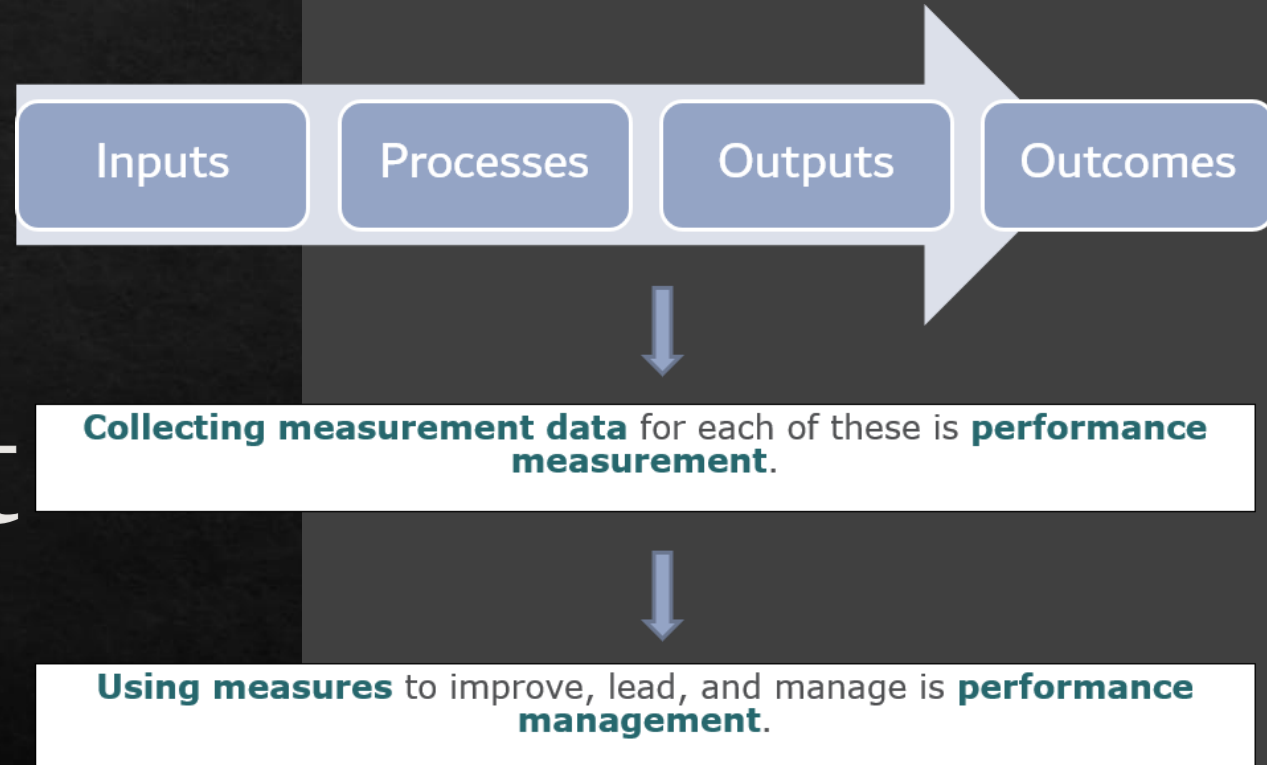 Inputs
Processes
Outputs
Outcomes
Collecting measurement data for each of these is performance
measurement.
Using measures to improve, lead, and manage is performance
management.